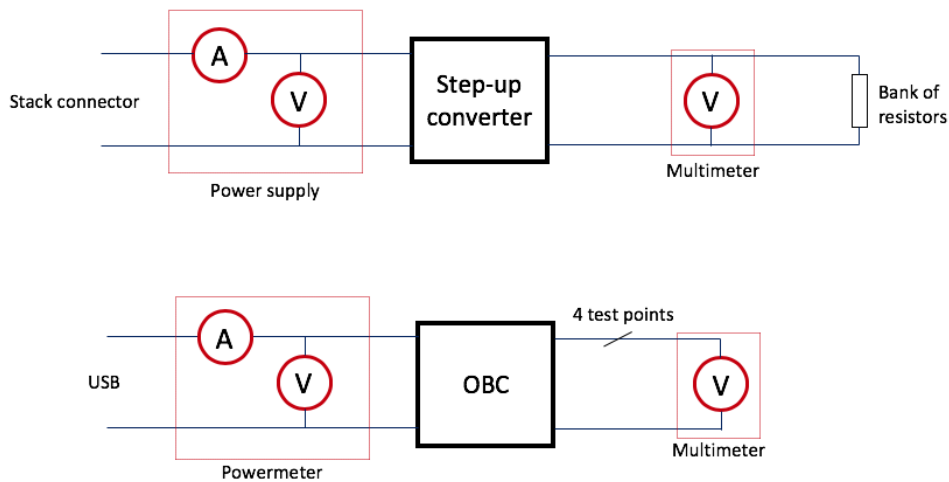 A
V
Stack connector
Step-up
converter
V
Bank of
resistors
Power supply
Multimeter
A
V
USB
OBC
4 test points
V
Powermeter
Multimeter